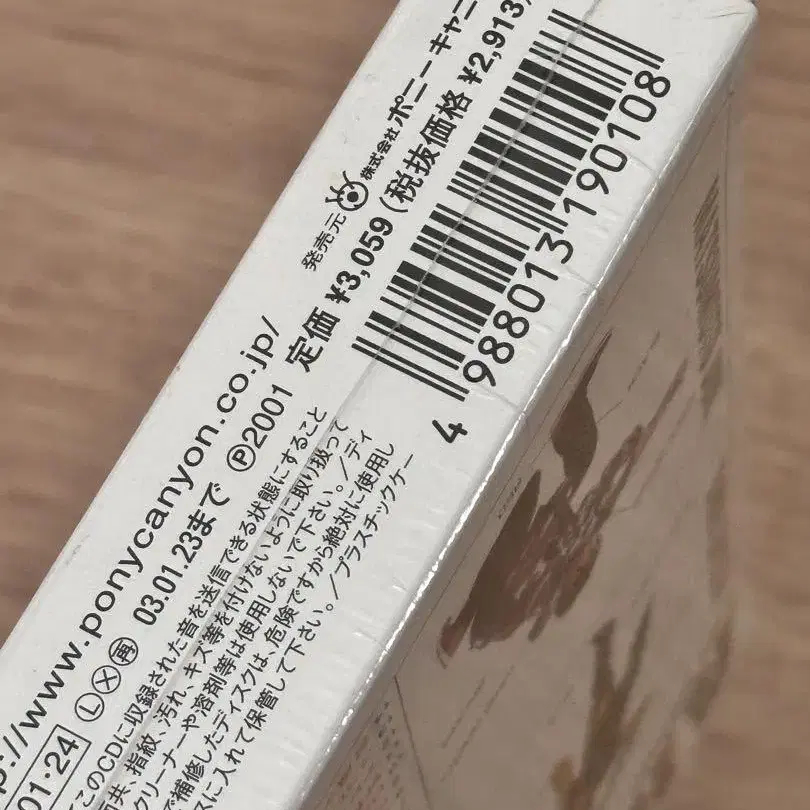 発売元 株式会社 ポニーキャニ
定価 ¥3,059 (税抜価格 ¥2,913)
p://www.ponycanyon.co.jp/
01・24 Ⓛ Ⓧ 再 03.01.23まで Ⓟ2001
このCDに収録された音を送信できる状態にすること
共、指紋、汚れ、キズ等を付けないように取り扱って
クリーナーや溶剤等は使用しないで下さい。/ディ
で補修したディスクは、危険ですから絶対に使用し
スに入れて保管して下さい。/プラスチックケー
4 988013 190108